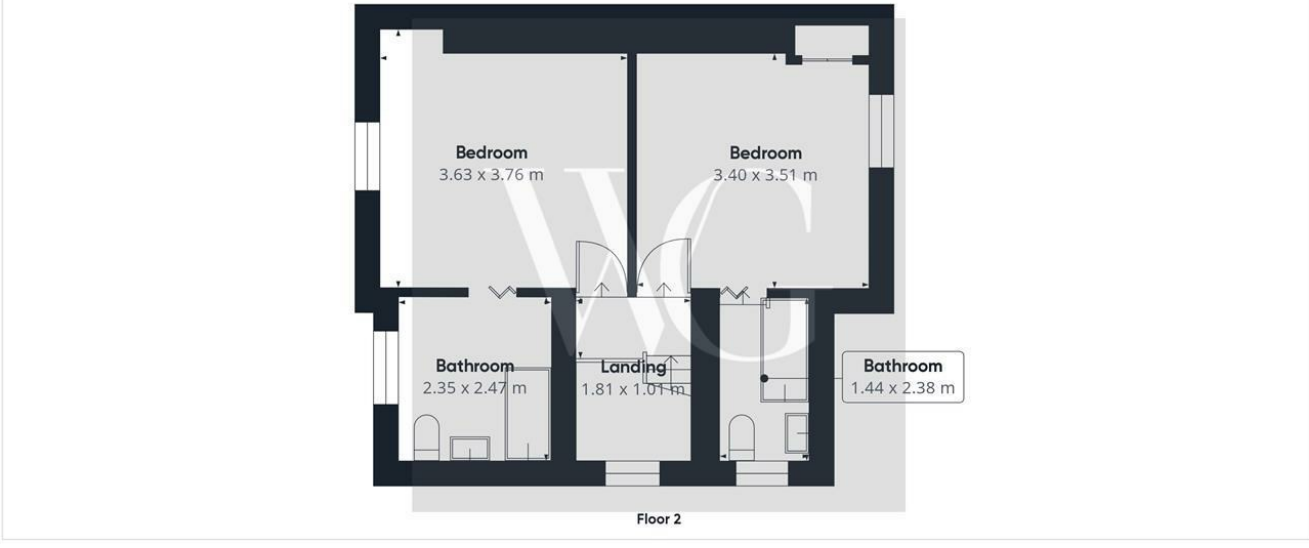 Bedroom
3.63 x 3.76 m
Bedroom
3.40 x 3.51 m
Bathroom
2.35 x 2.47 m
Landing
1.81 x 1.01 m
Bathroom
1.44 x 2.38 m
WG
Floor 2